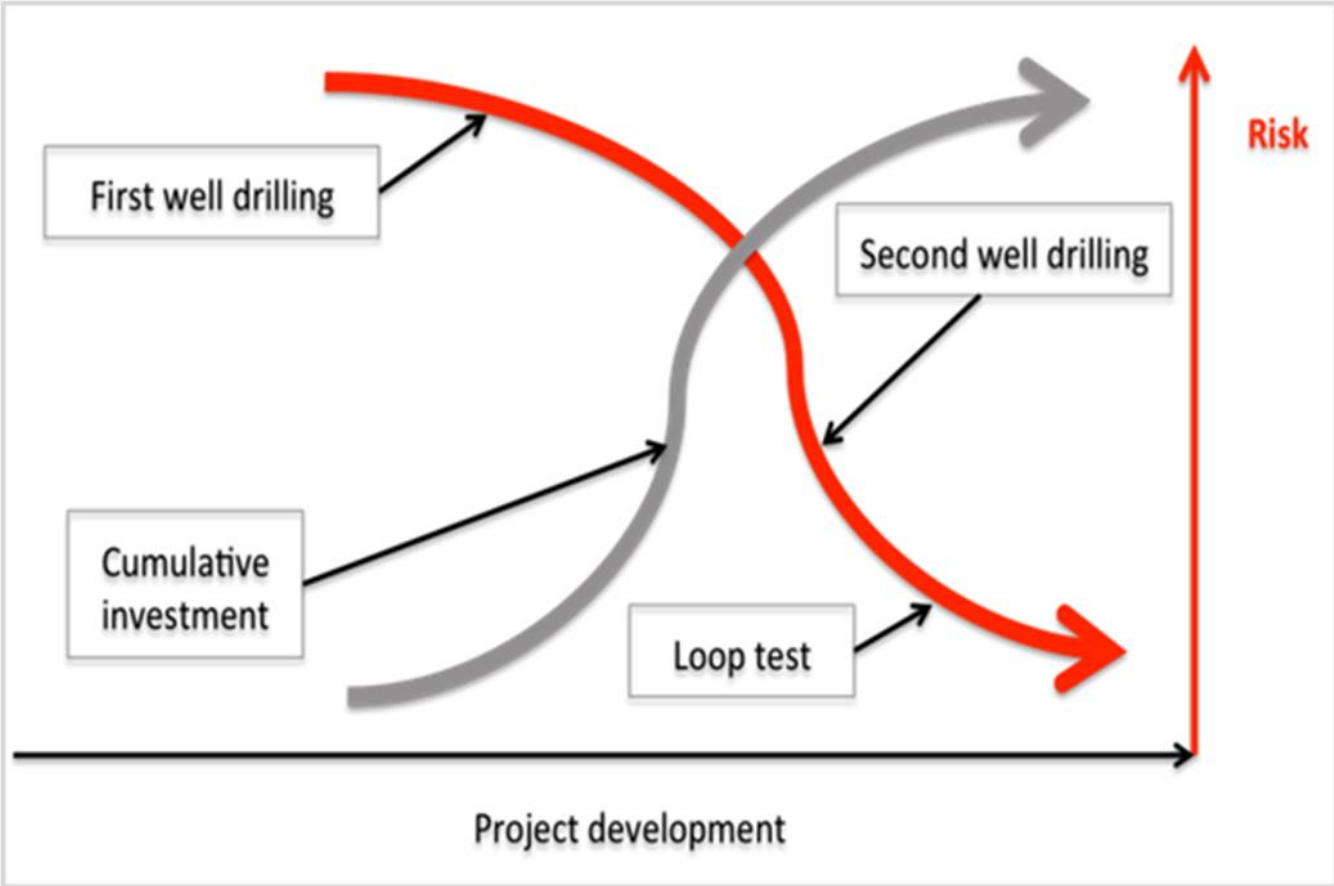 Risk
First well drilling
Second well drilling
Cumulative
investment
Loop test
Project development